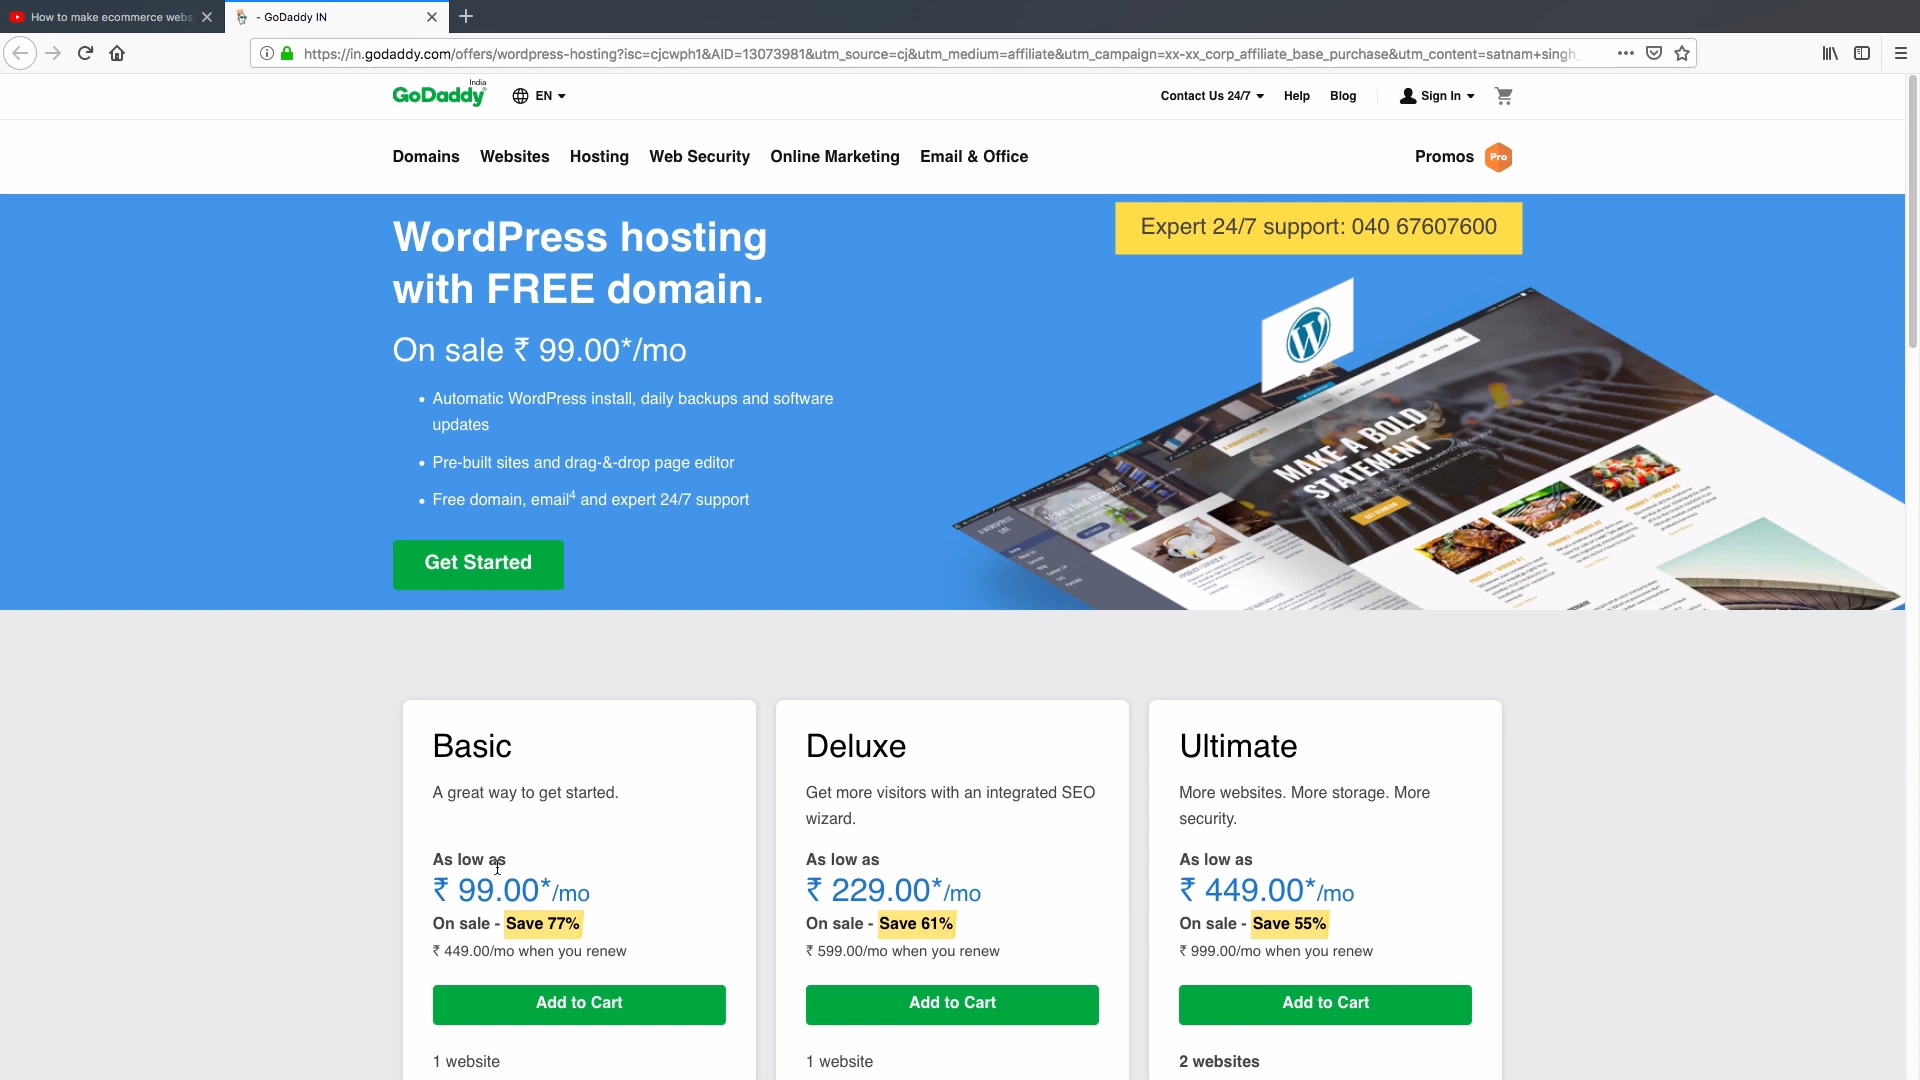 How to make ecommerce webs
- GoDaddy IN
https://in.godaddy.com/offers/wordpress-hosting?isc=cjcwph1&AID=13073981&utm_source=cj&utm_medium=affiliate&utm_campaign=xx-xx_corp_affiliate_base_purchase&utm_content=satnam+singh_
India
GoDaddy
EN
Contact Us 24/7
Help
Blog
Sign In
Domains
Websites
Hosting
Web Security
Online Marketing
Email & Office
Promos
Pro
WordPress hosting
with FREE domain.
Expert 24/7 support: 040 67607600
On sale ₹ 99.00*/mo
• Automatic WordPress install, daily backups and software
updates
• Pre-built sites and drag-&-drop page editor
• Free domain, email⁴ and expert 24/7 support
Get Started
MAKE A BOLD
STATEMENT
Basic
A great way to get started.
As low as
₹ 99.00*/mo
On sale - Save 77%
₹ 449.00/mo when you renew
Add to Cart
1 website
Deluxe
Get more visitors with an integrated SEO
wizard.
As low as
₹ 229.00*/mo
On sale - Save 61%
₹ 599.00/mo when you renew
Add to Cart
1 website
Ultimate
More websites. More storage. More
security.
As low as
₹ 449.00*/mo
On sale - Save 55%
₹ 999.00/mo when you renew
Add to Cart
2 websites